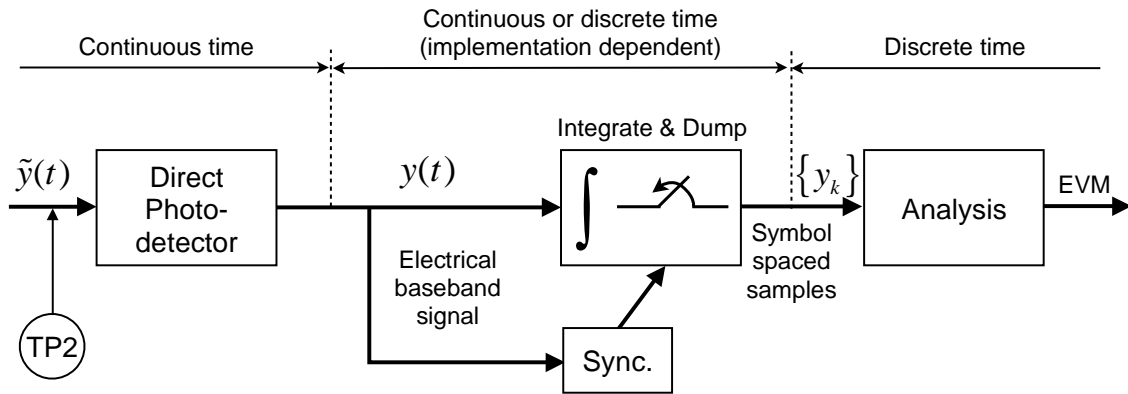 Continuous or discrete time
(implementation dependent)
Continuous time
Discrete time
Integrate & Dump
ỹ(t)
Direct
Photo-
detector
y(t)
∫
{y_k}
Analysis
EVM
Electrical
baseband
signal
Symbol
spaced
samples
TP2
Sync.